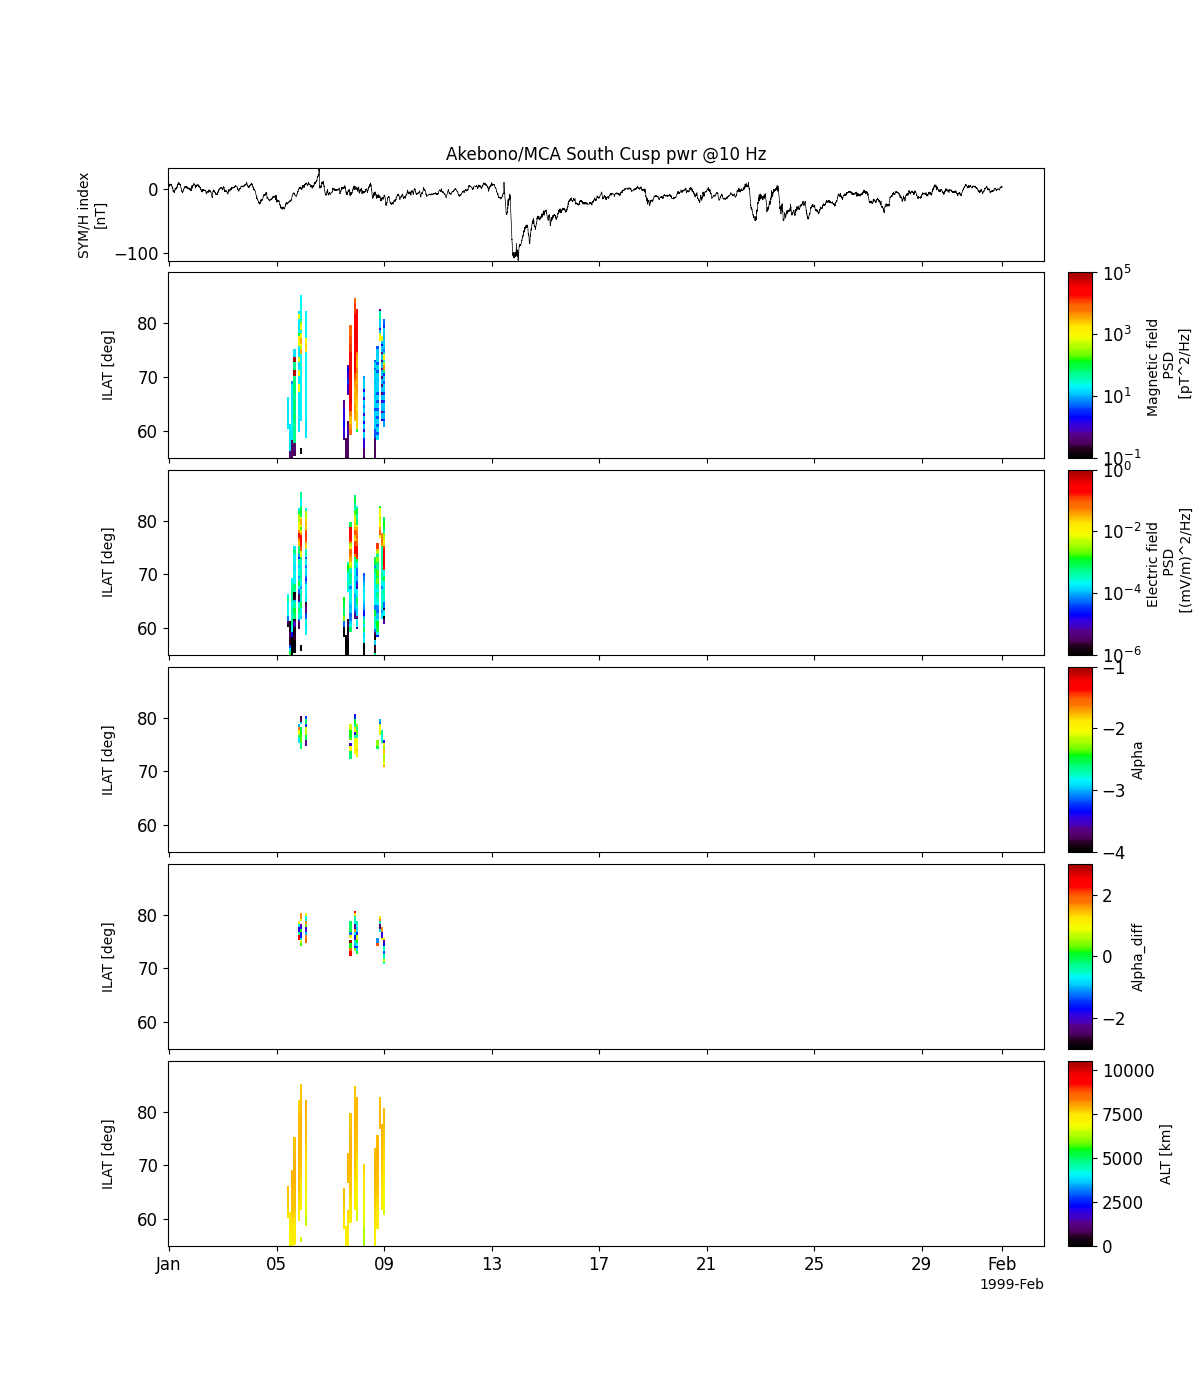 Akebono/MCA South Cusp pwr @10 Hz
SYM/H index
[nT]
0
−100
ILAT [deg]
80
70
60
10^5
10^3
10^1
10^-1
Magnetic field
PSD
[pT^2/Hz]
ILAT [deg]
80
70
60
10^0
10^-2
10^-4
10^-6
Electric field
PSD
[(mV/m)^2/Hz]
ILAT [deg]
80
70
60
−1
−2
−3
−4
Alpha
ILAT [deg]
80
70
60
2
0
−2
Alpha_diff
ILAT [deg]
80
70
60
10000
7500
5000
2500
0
ALT [km]
Jan 05 09 13 17 21 25 29 Feb
1999-Feb